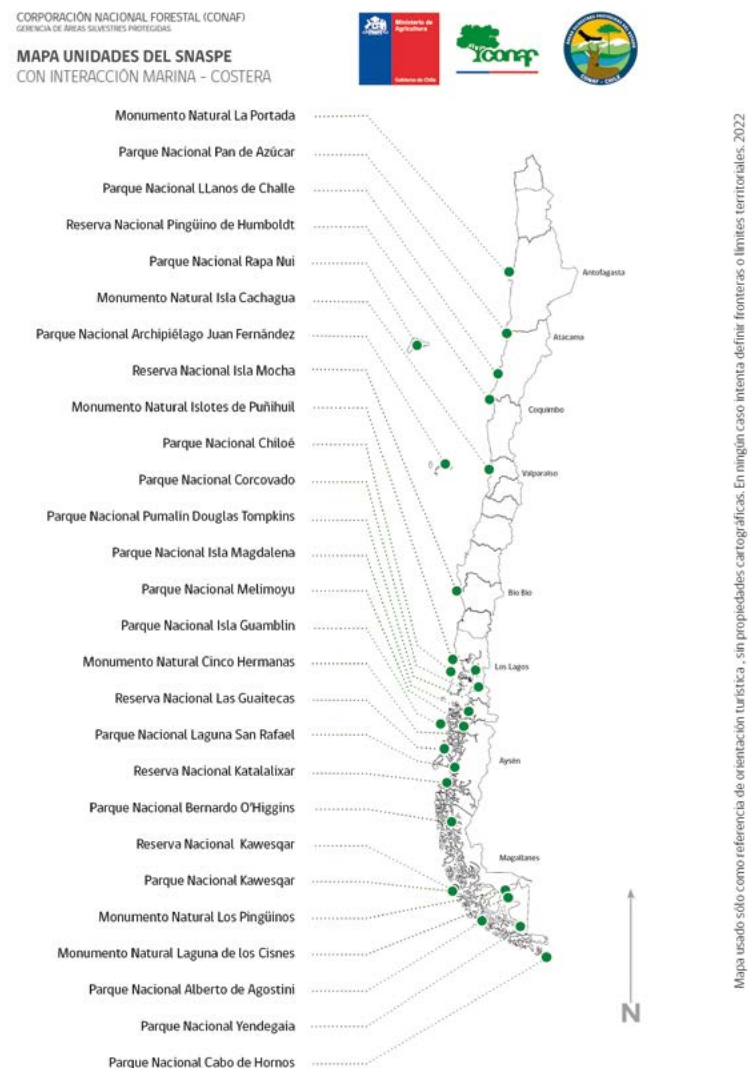 CORPORACIÓN NACIONAL FORESTAL (CONAF)
GERENCIA DE ÁREAS SILVESTRES PROTEGIDAS
MAPA UNIDADES DEL SNASPE
CON INTERACCIÓN MARINA - COSTERA
Ministerio de
Agricultura
Gobierno de Chile
conaf
CONAF - CHILE
Monumento Natural La Portada
Parque Nacional Pan de Azúcar
Parque Nacional LLanos de Challe
Reserva Nacional Pingüino de Humboldt
Parque Nacional Rapa Nui
Monumento Natural Isla Cachagua
Parque Nacional Archipiélago Juan Fernández
Reserva Nacional Isla Mocha
Monumento Natural Islotes de Puñihuil
Parque Nacional Chiloé
Parque Nacional Corcovado
Parque Nacional Pumalín Douglas Tompkins
Parque Nacional Isla Magdalena
Parque Nacional Melimoyu
Parque Nacional Isla Guamblin
Monumento Natural Cinco Hermanas
Reserva Nacional Las Guaitecas
Parque Nacional Laguna San Rafael
Reserva Nacional Katalalixar
Parque Nacional Bernardo O'Higgins
Reserva Nacional Kawesqar
Parque Nacional Kawesqar
Monumento Natural Los Pingüinos
Monumento Natural Laguna de los Cisnes
Parque Nacional Alberto de Agostini
Parque Nacional Yendegaia
Parque Nacional Cabo de Hornos
Antofagasta
Atacama
Coquimbo
Valparaíso
Bio Bio
Los Lagos
Aysén
Magallanes
N
Mapa usado sólo como referencia de orientación turística , sin propiedades cartográficas. En ningún caso intenta definir fronteras o límites territoriales. 2022